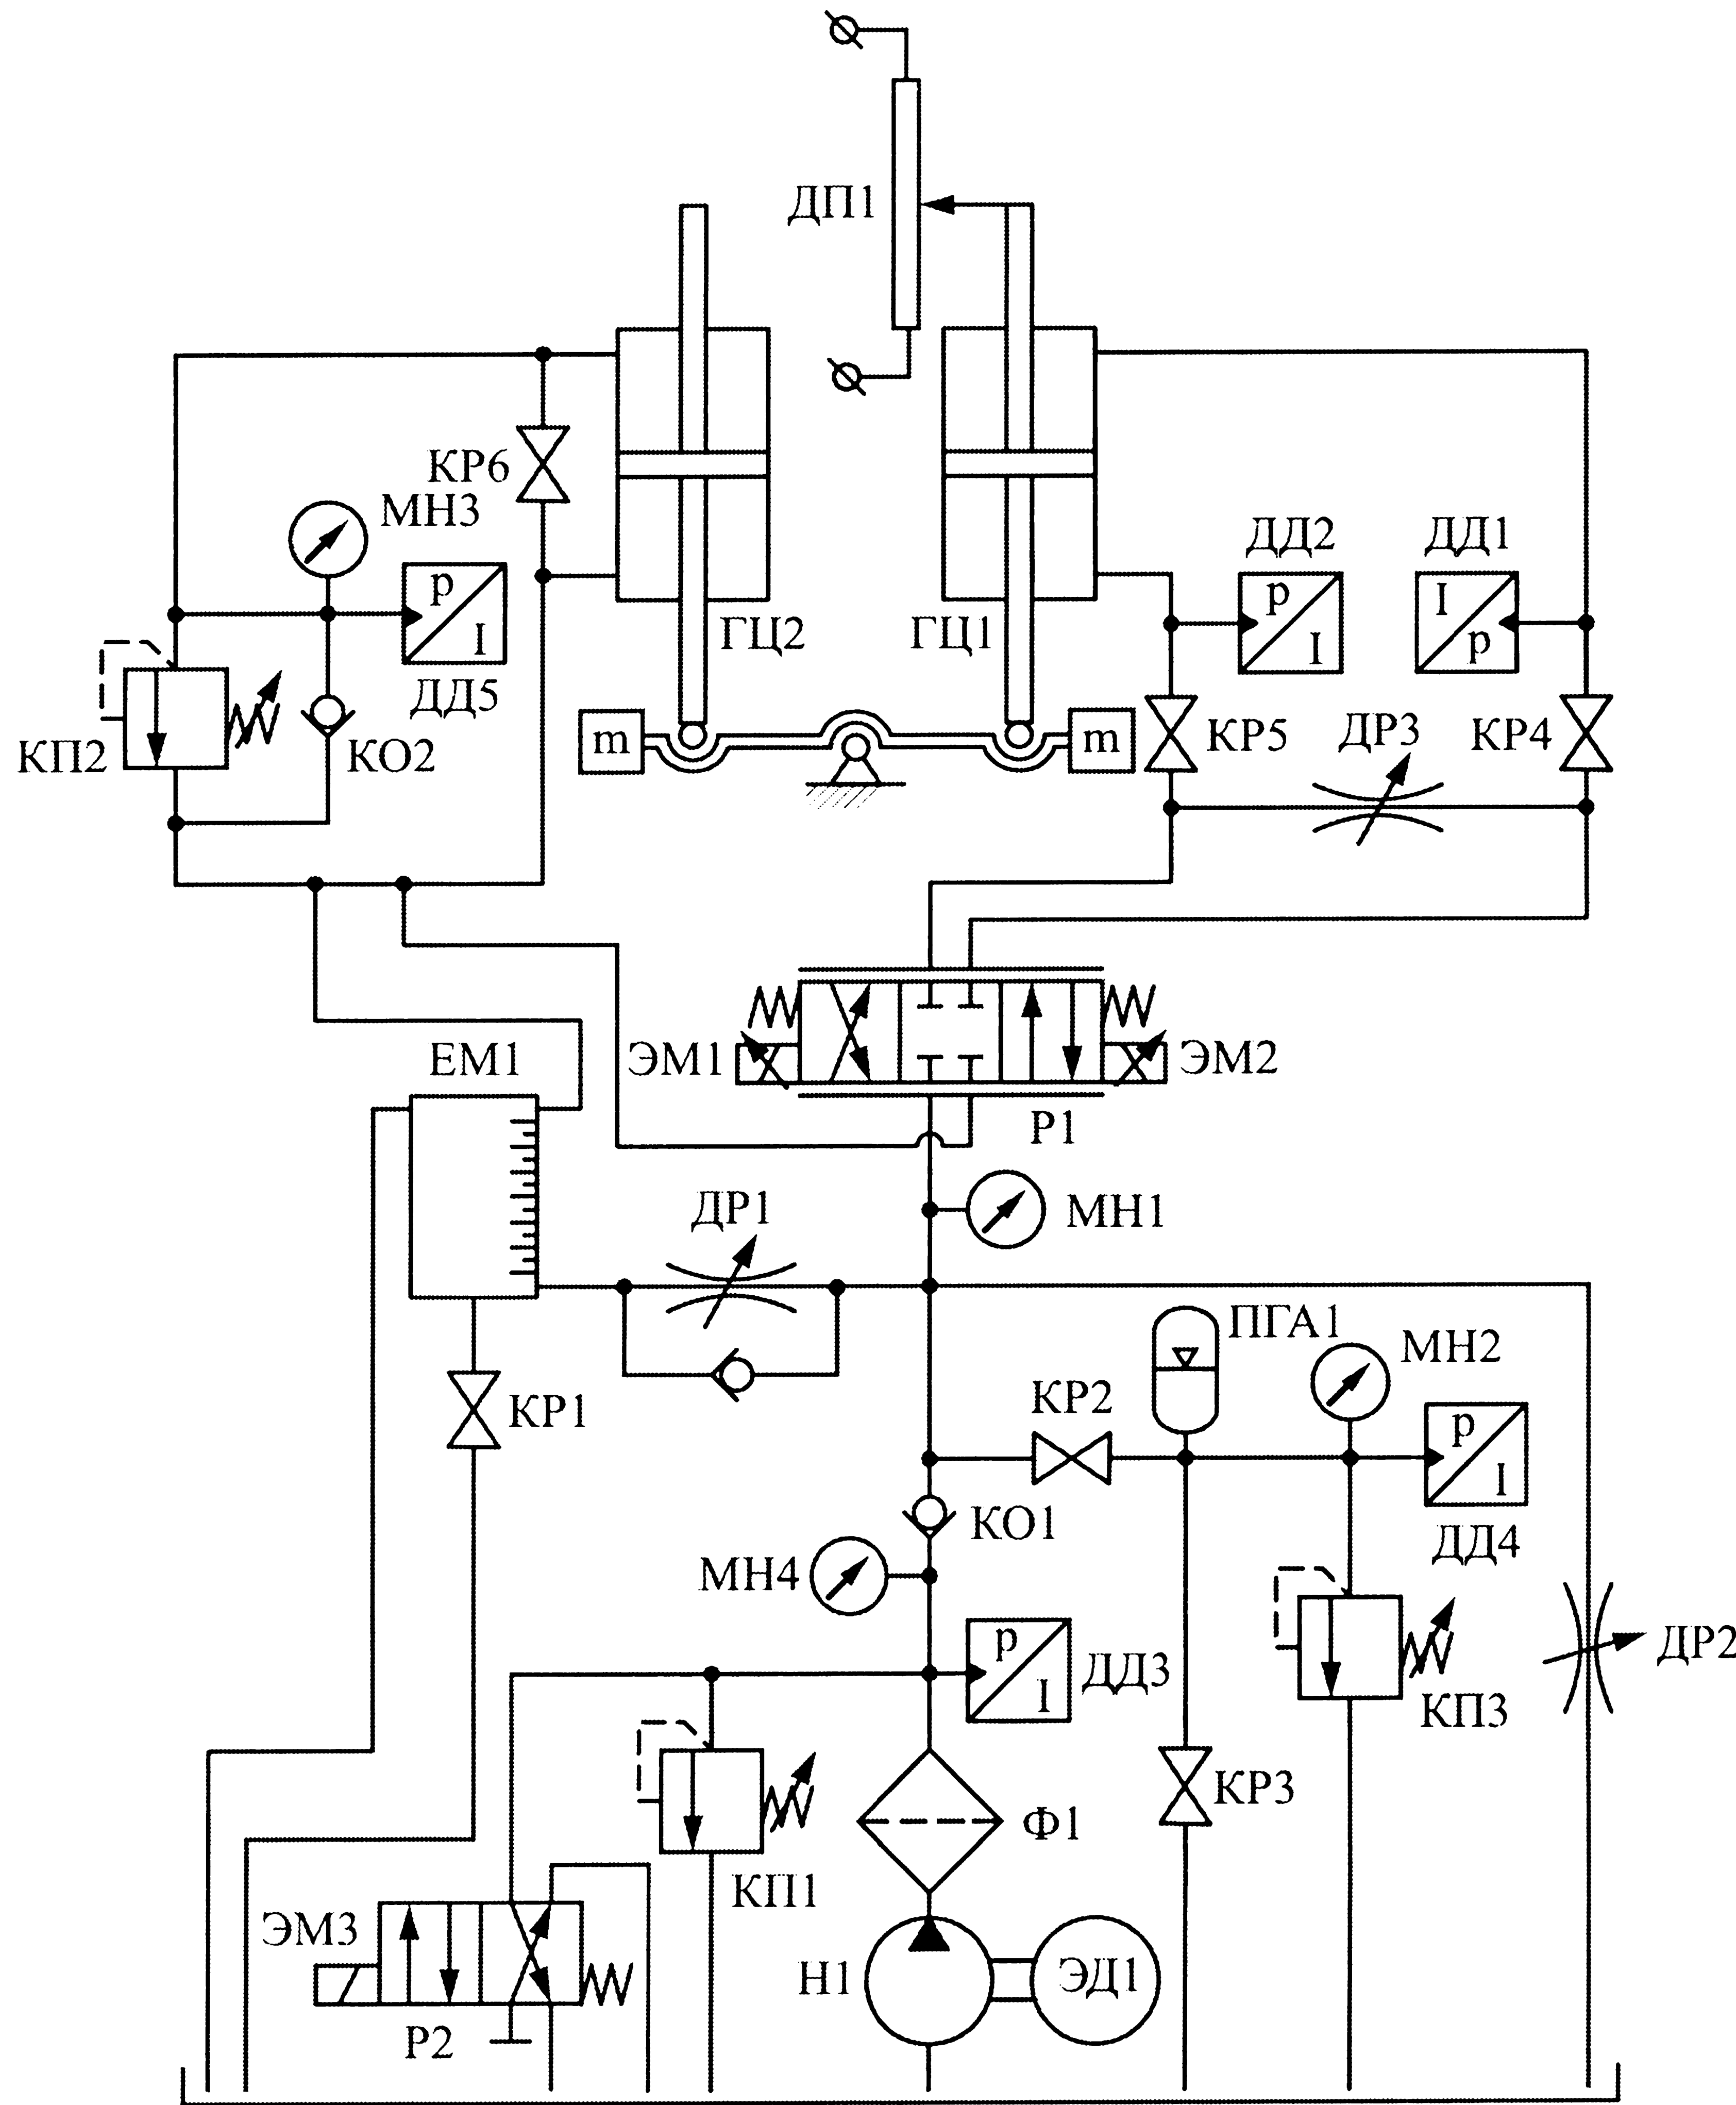 ДП1
КР6
МН3
р
I
ДД5
КП2
КО2
ГЦ2
ГЦ1
ДД2
р
I
ДД1
I
р
m
m
КР5
ДР3
КР4
ЕМ1
ЭМ1
ЭМ2
Р1
ДР1
МН1
ПГА1
МН2
КР1
КР2
р
I
ДД4
КО1
МН4
р
I
ДД3
КП3
ДР2
КР3
Ф1
КП1
ЭМ3
Р2
Н1
ЭД1